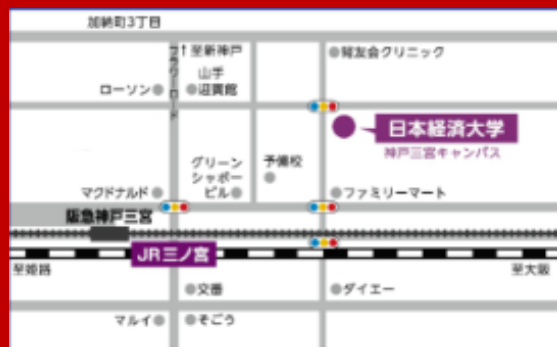 加納町3丁目
フラワーロード
↑至新神戸
山手
迎賓館
ローソン
友会クリニック
日本経済大学
神戸三宮キャンパス
グリーン
シャポー
ビル
予備校
マクドナルド
ファミリーマート
阪急神戸三宮
JR三ノ宮
至姫路
至大阪
交番
ダイエー
マルイ
そごう